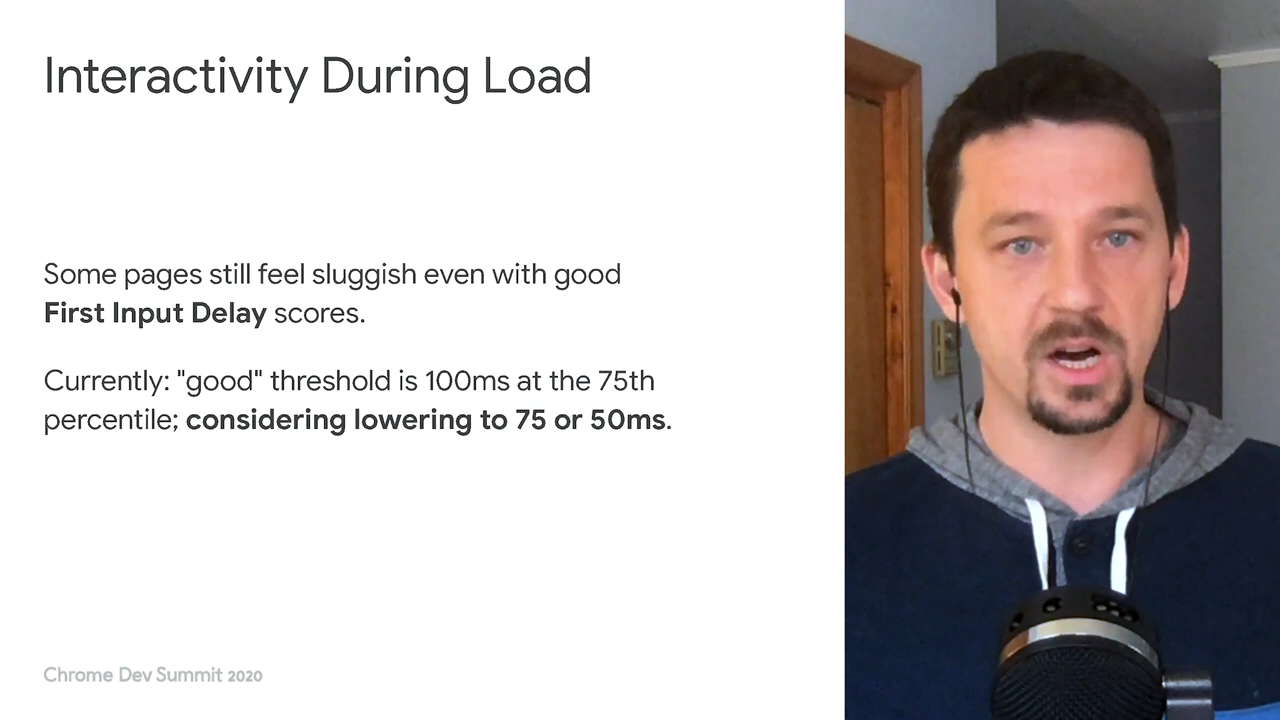 Interactivity During Load
Some pages still feel sluggish even with good
First Input Delay scores.
Currently: "good" threshold is 100ms at the 75th
percentile; considering lowering to 75 or 50ms.
Chrome Dev Summit 2020